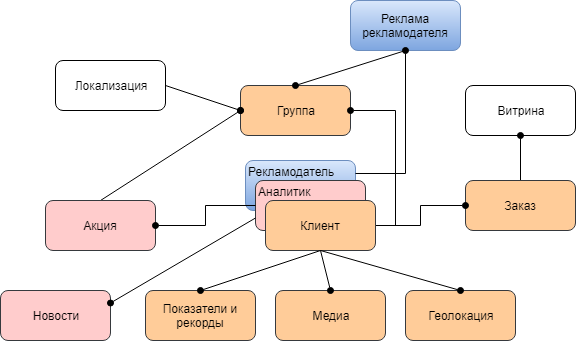 Реклама
рекламодателя
Локализация
Группа
Витрина
Рекламодатель
Аналитик
Клиент
Акция
Заказ
Новости
Показатели и
рекорды
Медиа
Геолокация